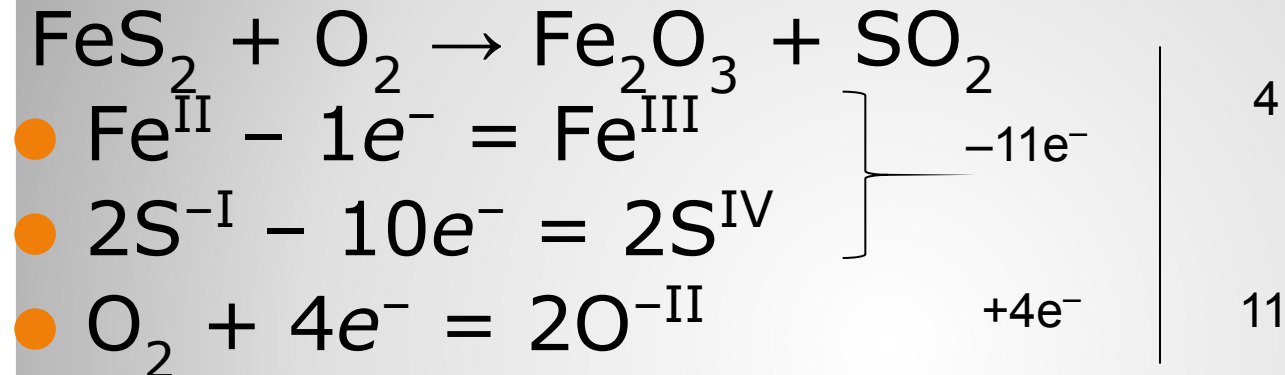 FeS₂ + O₂ → Fe₂O₃ + SO₂
Feᴵᴵ – 1e⁻ = Feᴵᴵᴵ
2S⁻ᴵ – 10e⁻ = 2Sᴵⱽ
–11e⁻
4
O₂ + 4e⁻ = 2O⁻ᴵᴵ
+4e⁻
11